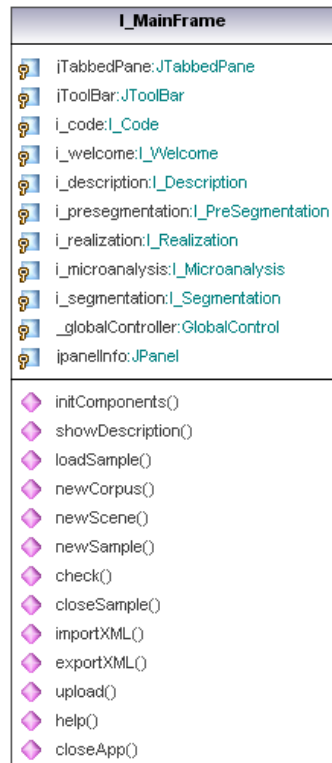 I_MainFrame
jTabbedPane:JTabbedPane
jToolBar:JToolBar
i_code:I_Code
i_welcome:I_Welcome
i_description:I_Description
i_presegmentation:I_PreSegmentation
i_realization:I_Realization
i_microanalysis:I_Microanalysis
i_segmentation:I_Segmentation
_globalController:GlobalControl
jpanelInfo:JPanel
initComponents()
showDescription()
loadSample()
newCorpus()
newScene()
newSample()
check()
closeSample()
importXML()
exportXML()
upload()
help()
closeApp()